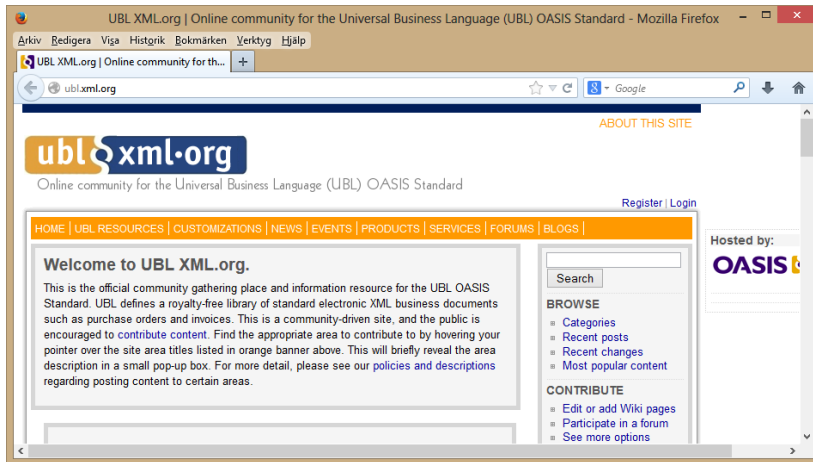 UBL XML.org | Online community for the Universal Business Language (UBL) OASIS Standard - Mozilla Firefox
Arkiv Redigera Visa Historik Bokmärken Verktyg Hjälp
UBL XML.org | Online community for th...
ubl.xml.org
Google
ABOUT THIS SITE
ubl xml·org
Online community for the Universal Business Language (UBL) OASIS Standard
Register | Login
HOME | UBL RESOURCES | CUSTOMIZATIONS | NEWS | EVENTS | PRODUCTS | SERVICES | FORUMS | BLOGS |
Welcome to UBL XML.org.
This is the official community gathering place and information resource for the UBL OASIS
Standard. UBL defines a royalty-free library of standard electronic XML business documents
such as purchase orders and invoices. This is a community-driven site, and the public is
encouraged to contribute content. Find the appropriate area to contribute to by hovering your
pointer over the site area titles listed in orange banner above. This will briefly reveal the area
description in a small pop-up box. For more detail, please see our policies and descriptions
regarding posting content to certain areas.
Search
BROWSE
Categories
Recent posts
Recent changes
Most popular content
CONTRIBUTE
Edit or add Wiki pages
Participate in a forum
See more options
Hosted by:
OASIS